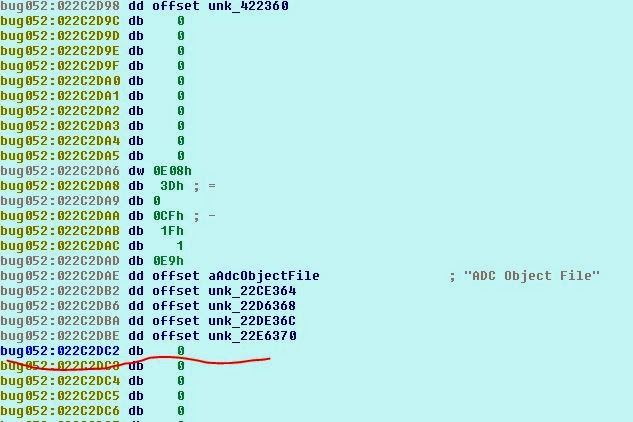 bug052:022C2D98 dd offset unk_422360
bug052:022C2D9C db 0
bug052:022C2D9D db 0
bug052:022C2D9E db 0
bug052:022C2D9F db 0
bug052:022C2DA0 db 0
bug052:022C2DA1 db 0
bug052:022C2DA2 db 0
bug052:022C2DA3 db 0
bug052:022C2DA4 db 0
bug052:022C2DA5 db 0
bug052:022C2DA6 dw 0E08h
bug052:022C2DA8 db 3Dh ; =
bug052:022C2DA9 db 0
bug052:022C2DAA db 0CFh ; -
bug052:022C2DAB db 1Fh
bug052:022C2DAC db 1
bug052:022C2DAD db 0E9h
bug052:022C2DAE dd offset aAdcObjectFile ; "ADC Object File"
bug052:022C2DB2 dd offset unk_22CE364
bug052:022C2DB6 dd offset unk_22D6368
bug052:022C2DBA dd offset unk_22DE36C
bug052:022C2DBE dd offset unk_22E6370
bug052:022C2DC2 db 0
bug052:022C2DC3 db 0
bug052:022C2DC4 db 0
bug052:022C2DC5 db 0
bug052:022C2DC6 db 0